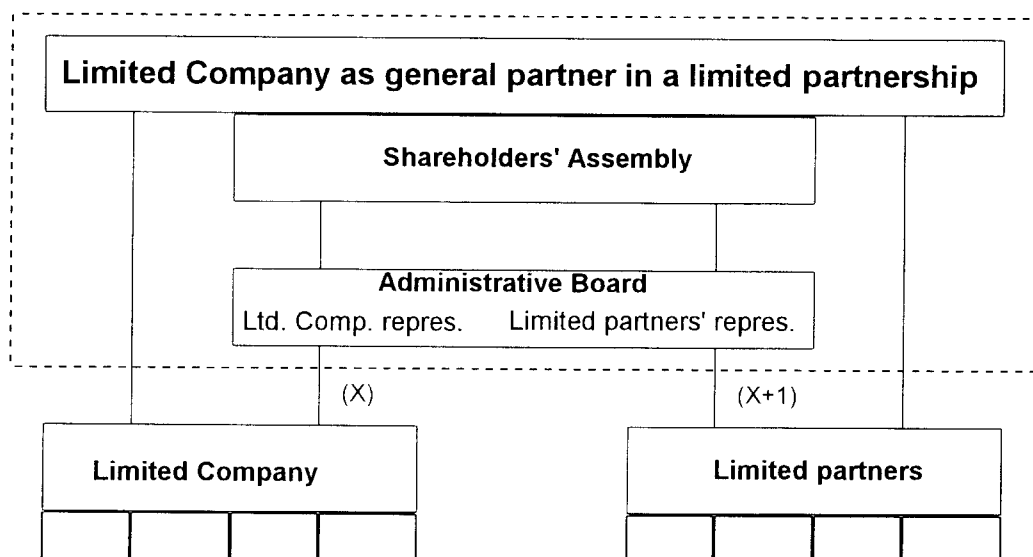 Limited Company as general partner in a limited partnership
Shareholders' Assembly
Administrative Board
Ltd. Comp. repres. Limited partners' repres.
(X) (X+1)
Limited Company Limited partners